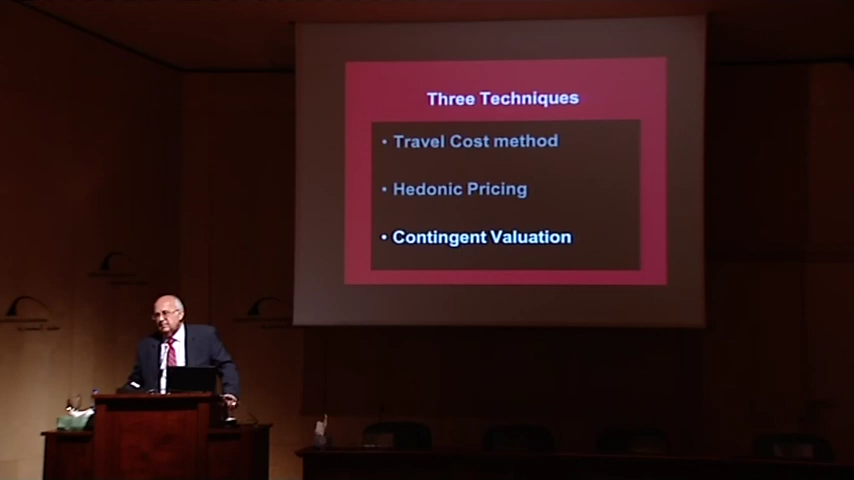 Three Techniques
• Travel Cost method
• Hedonic Pricing
• Contingent Valuation